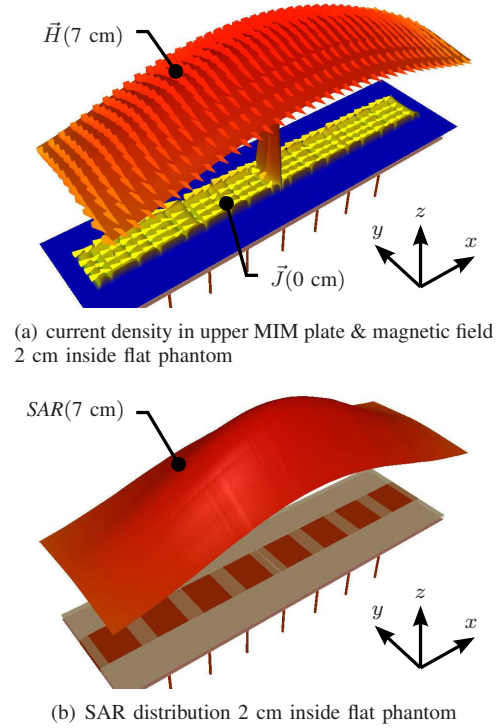 H⃗(7 cm)
z
y
x
J⃗(0 cm)
(a) current density in upper MIM plate & magnetic field
2 cm inside flat phantom
SAR(7 cm)
z
y
x
(b) SAR distribution 2 cm inside flat phantom